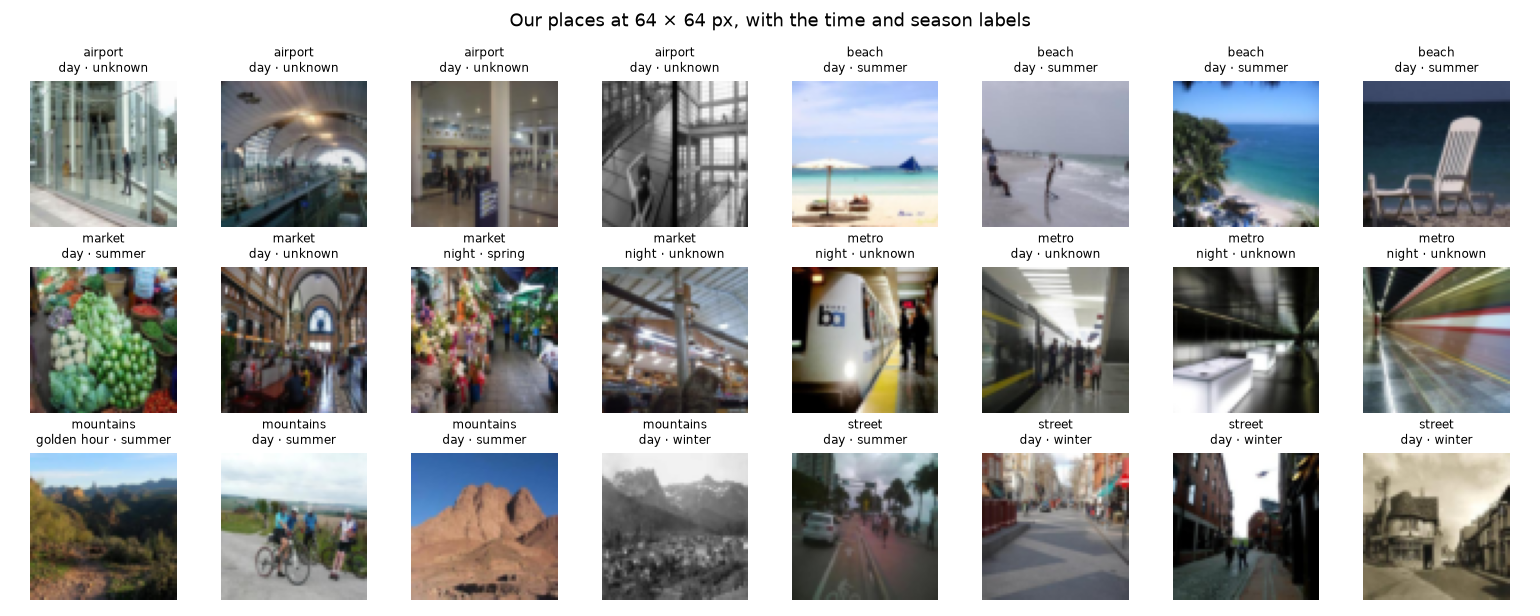 Our places at 64 × 64 px, with the time and season labels
airport
day · unknown
airport
day · unknown
airport
day · unknown
airport
day · unknown
beach
day · summer
beach
day · summer
beach
day · summer
beach
day · summer
market
day · summer
market
day · unknown
market
night · spring
market
night · unknown
metro
night · unknown
metro
day · unknown
metro
night · unknown
metro
night · unknown
ba
mountains
golden hour · summer
mountains
day · summer
mountains
day · summer
mountains
day · winter
street
day · summer
street
day · winter
street
day · winter
street
day · winter